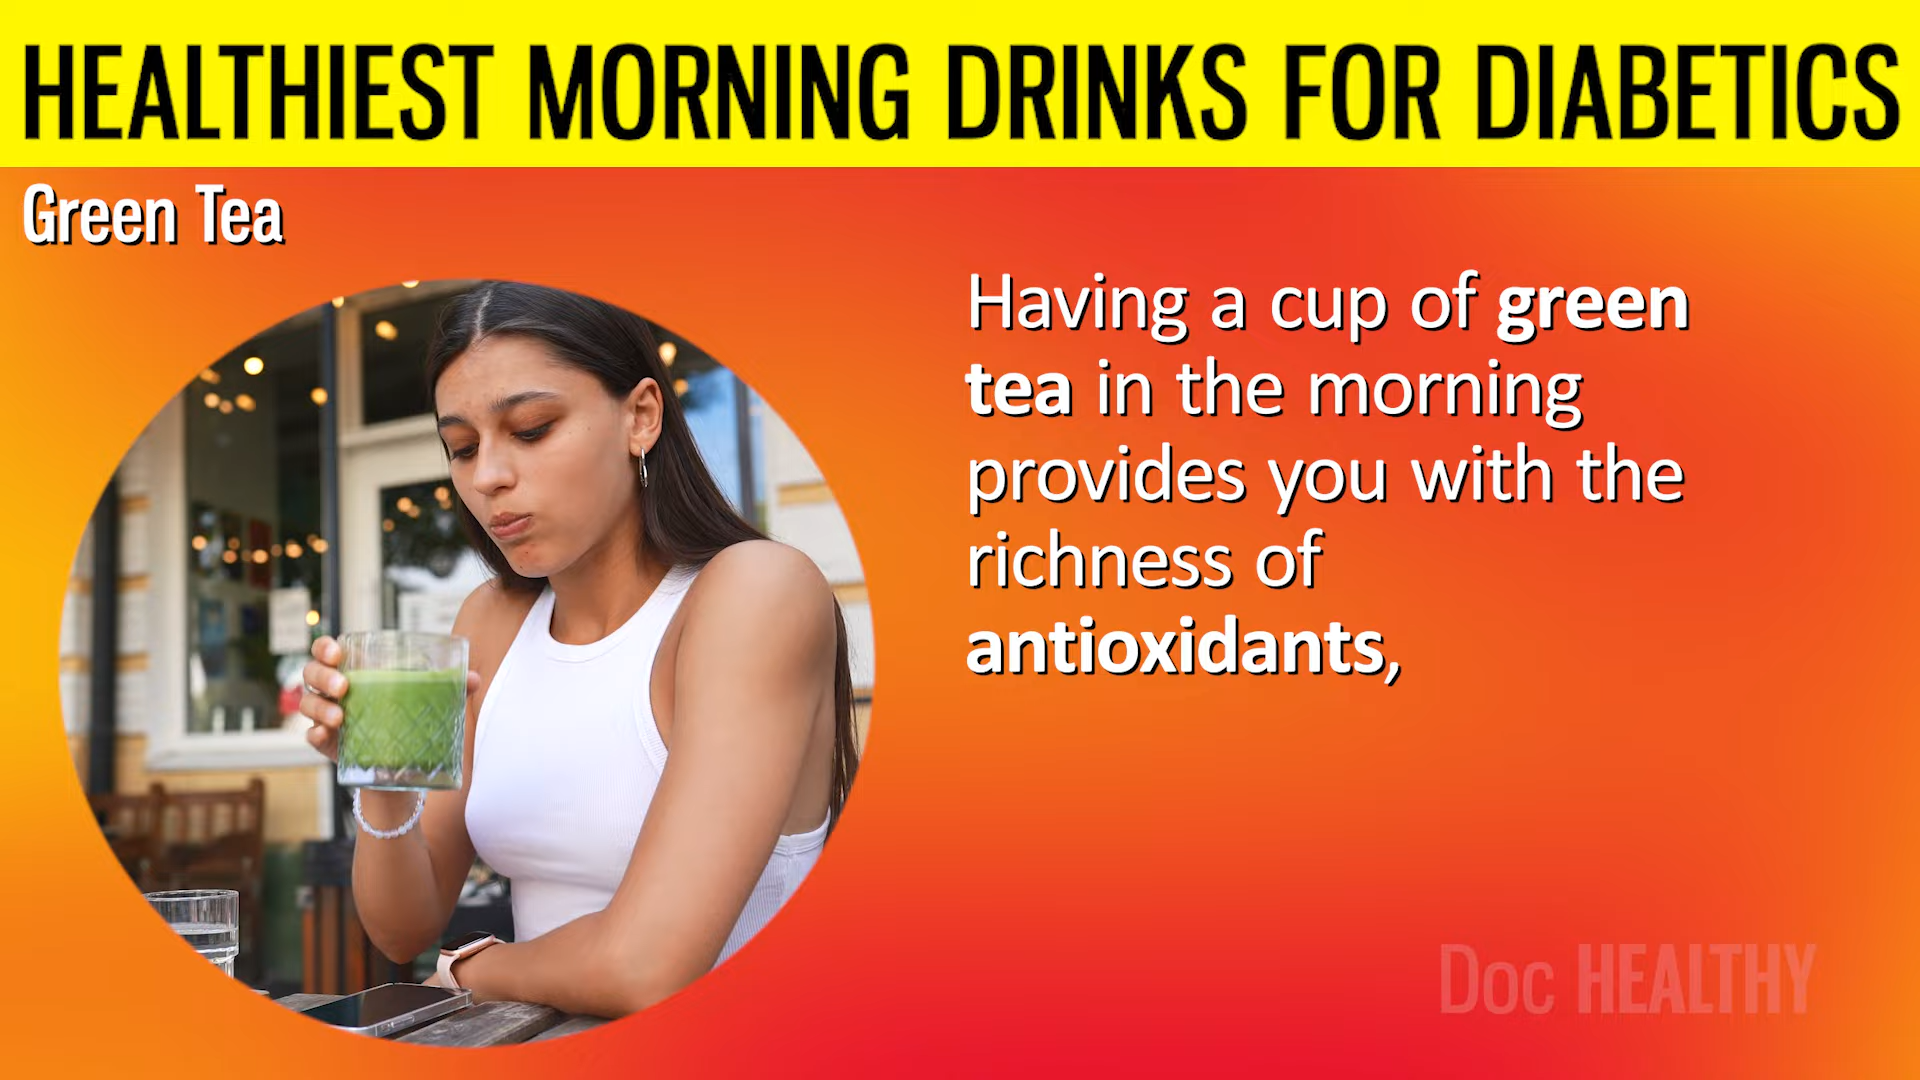 HEALTHIEST MORNING DRINKS FOR DIABETICS
Green Tea
Having a cup of green
tea in the morning
provides you with the
richness of
antioxidants,
Doc HEALTHY